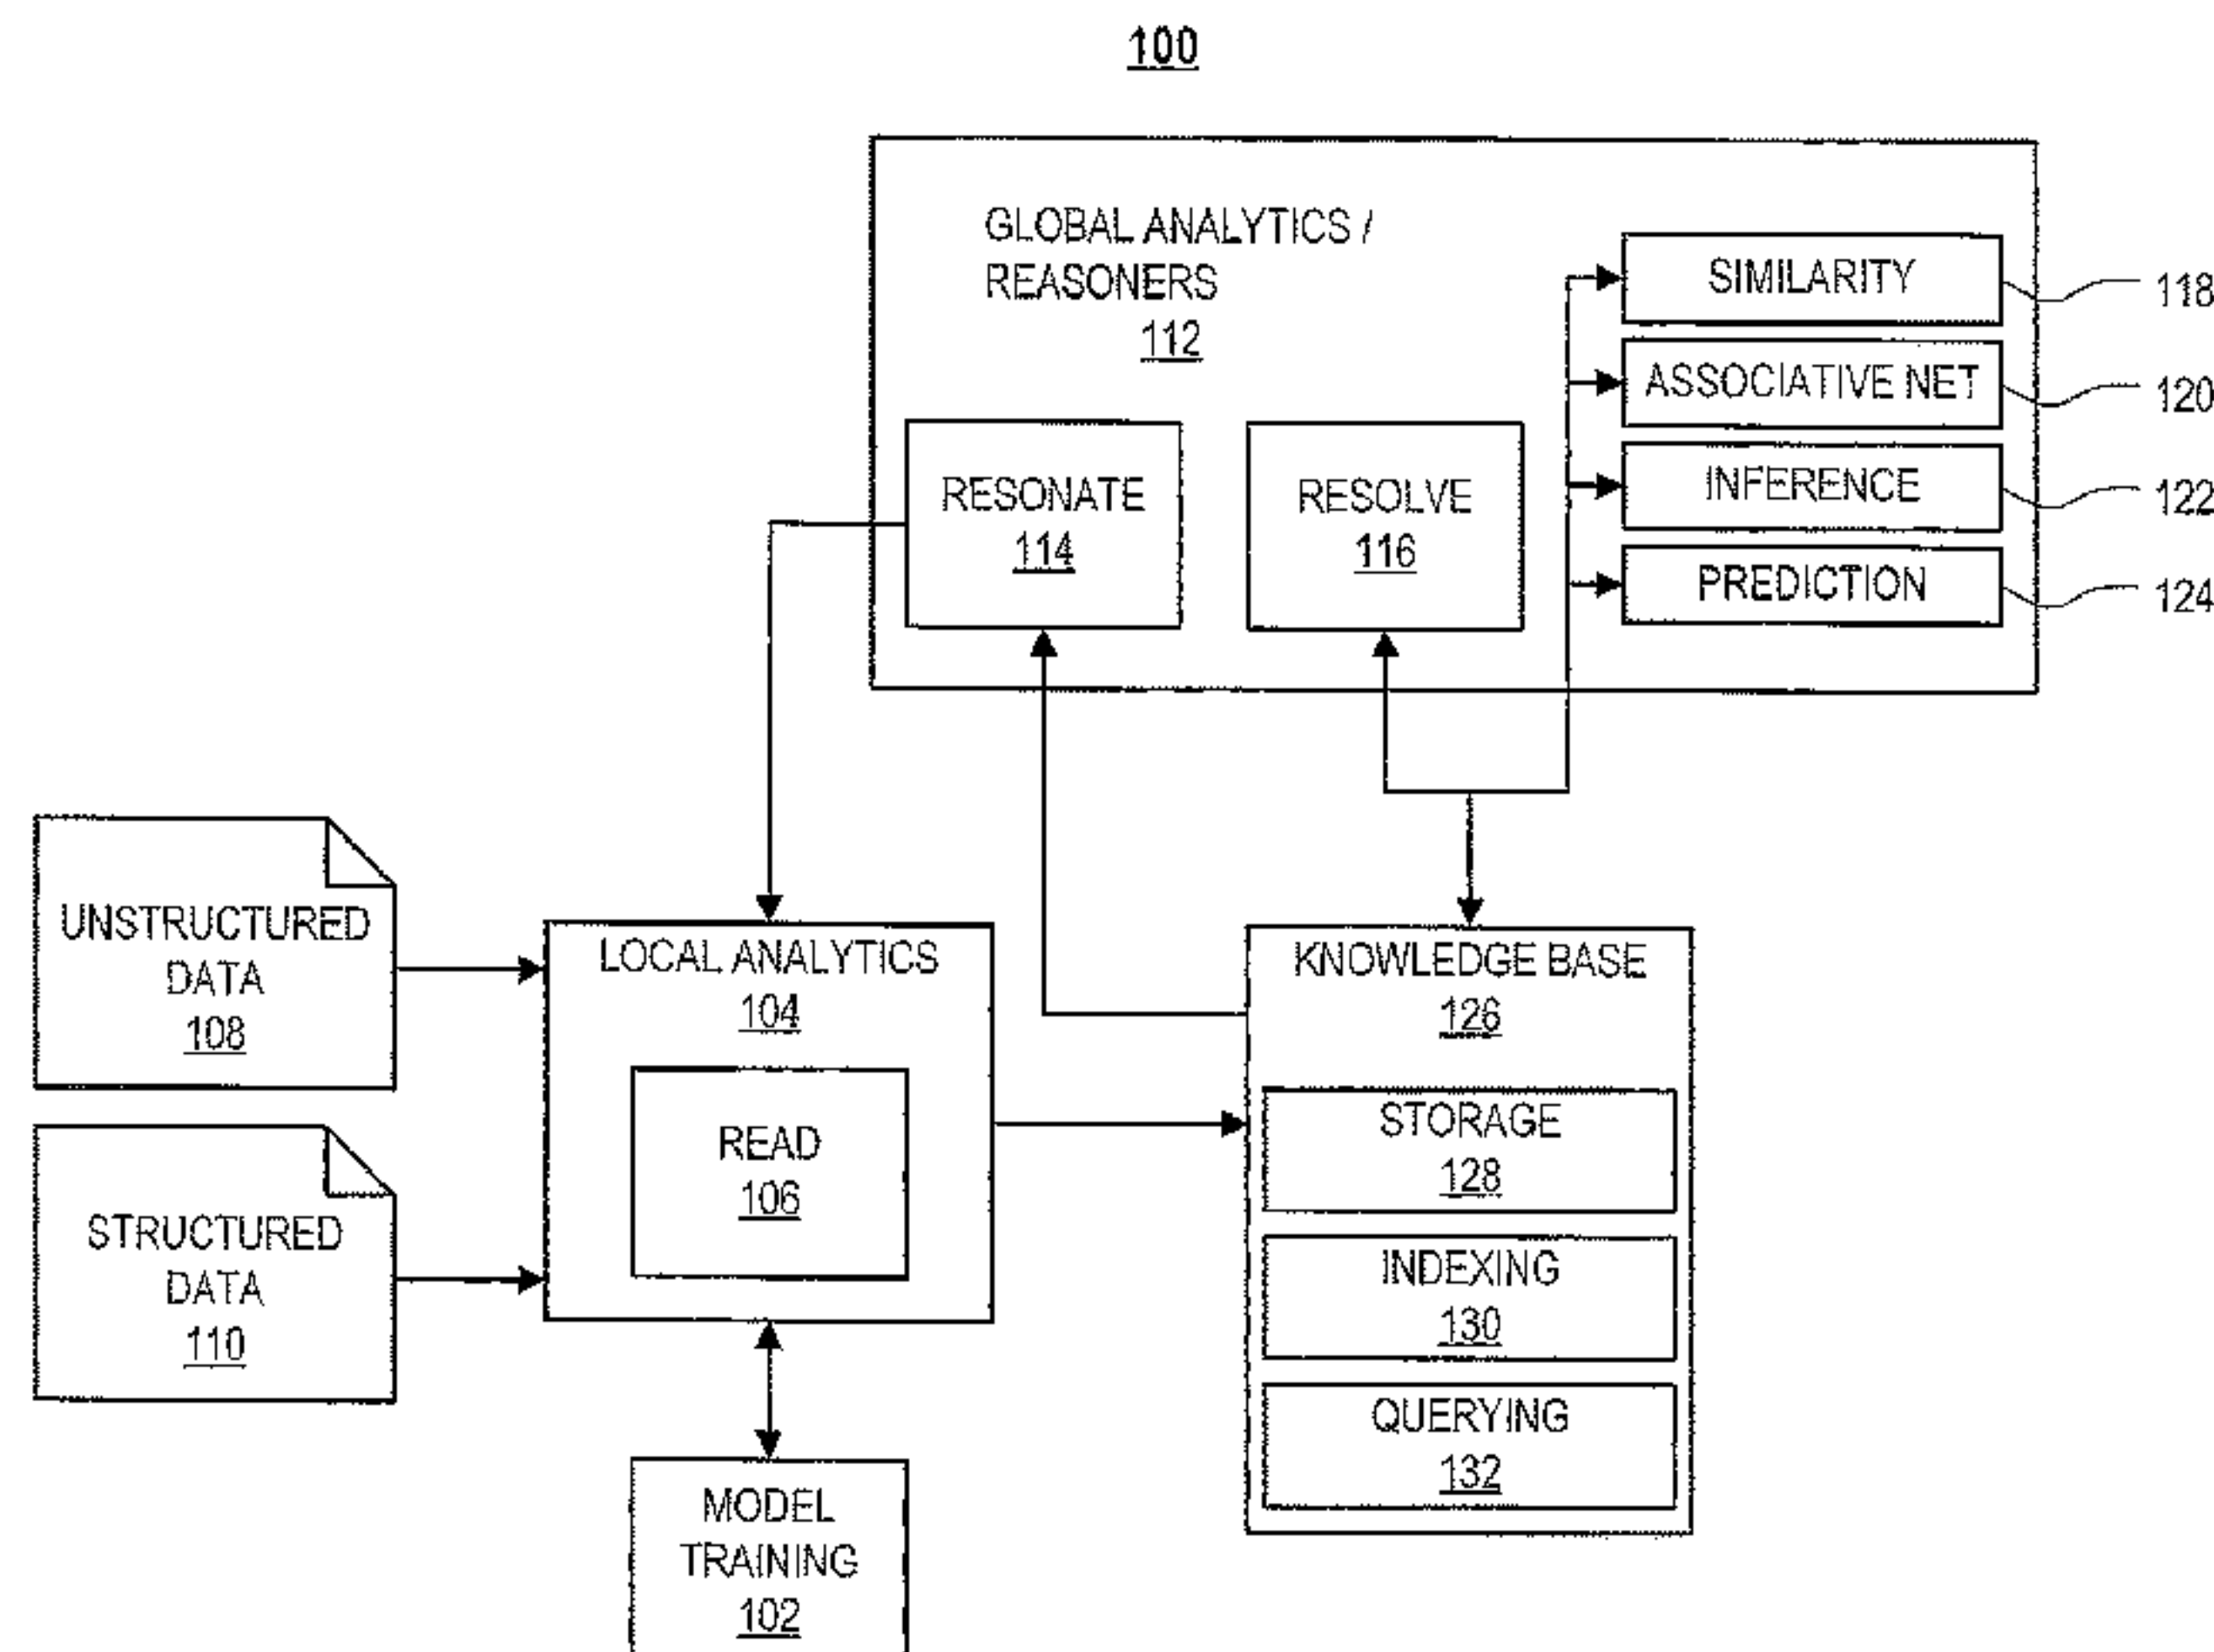 100
GLOBAL ANALYTICS /
REASONERS
112
SIMILARITY
118
ASSOCIATIVE NET
120
INFERENCE
122
PREDICTION
124
RESONATE
114
RESOLVE
116
UNSTRUCTURED
DATA
108
STRUCTURED
DATA
110
LOCAL ANALYTICS
104
READ
106
MODEL
TRAINING
102
KNOWLEDGE BASE
126
STORAGE
128
INDEXING
130
QUERYING
132